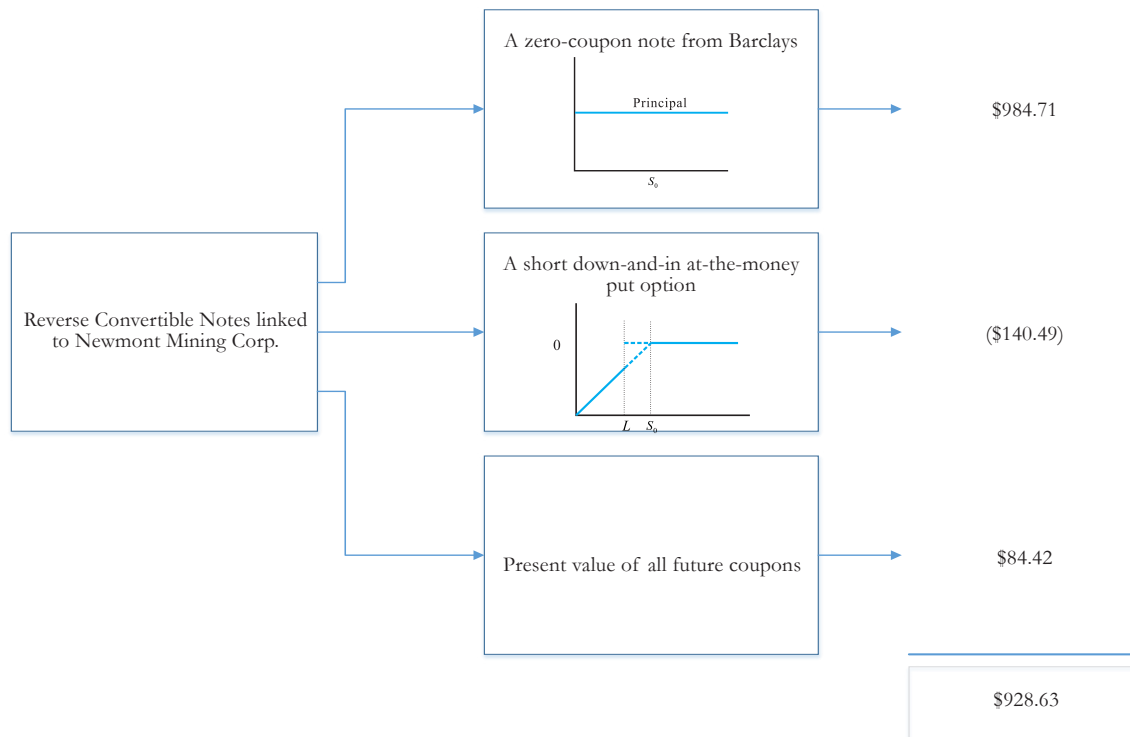 A zero-coupon note from Barclays
Principal
S₀
$984.71
Reverse Convertible Notes linked
to Newmont Mining Corp.
A short down-and-in at-the-money
put option
0
L S₀
($140.49)
Present value of all future coupons
$84.42
$928.63